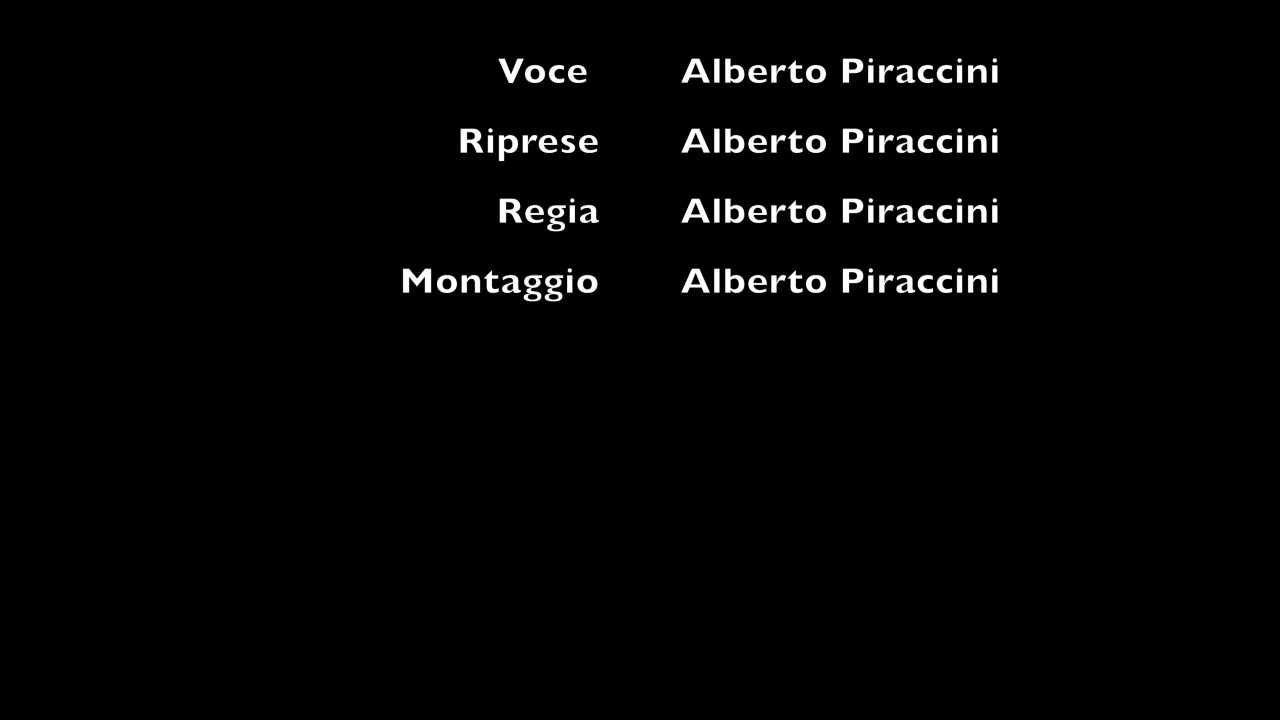 Voce Alberto Piraccini
Riprese Alberto Piraccini
Regia Alberto Piraccini
Montaggio Alberto Piraccini